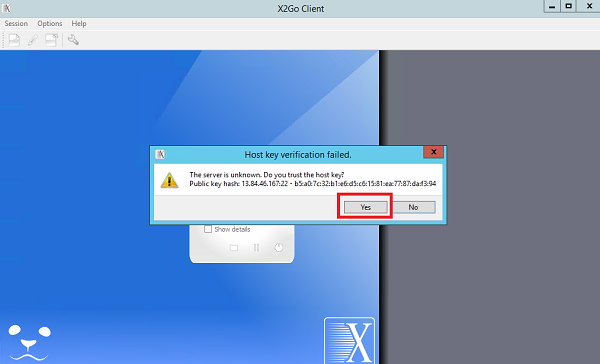 X2Go Client
Session Options Help
Host key verification failed.
The server is unknown. Do you trust the host key?
Public key hash: 13.84.46.167:22 - b5:a0:7c:32:b1:e6:d5:c6:15:81:ea:77:87:da:f3:94
Yes No
Show details